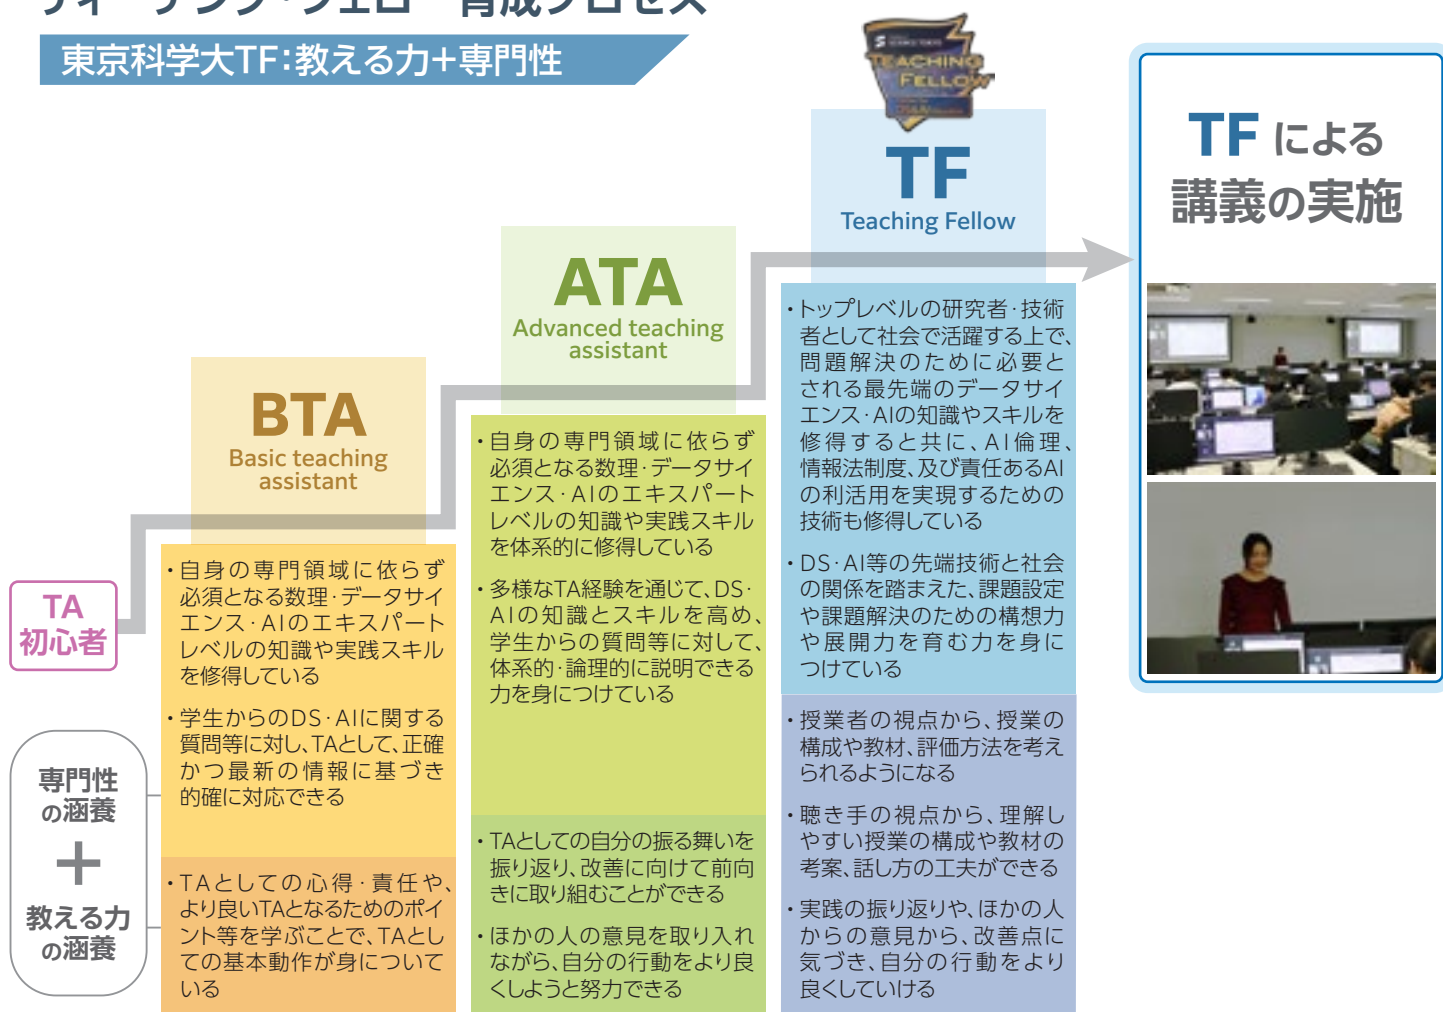 ティーチング・フェロー育成プロセス
東京科学大TF：教える力＋専門性
TEACHING
FELLOW
TF
Teaching Fellow
TF による
講義の実施
ATA
Advanced teaching
assistant
BTA
Basic teaching
assistant
TA
初心者
専門性
の涵養
＋
教える力
の涵養
・自身の専門領域に依らず
必須となる数理・データサイ
エンス・AIのエキスパート
レベルの知識や実践スキル
を修得している
・学生からのDS・AIに関する
質問等に対し、TAとして、正確
かつ最新の情報に基づき
的確に対応できる
・TAとしての心得・責任や、
より良いTAとなるためのポイ
ント等を学ぶことで、TAとし
ての基本動作が身について
いる
・自身の専門領域に依らず
必須となる数理・データサイ
エンス・AIのエキスパート
レベルの知識や実践スキル
を体系的に修得している
・多様なTA経験を通じて、DS・
AIの知識とスキルを高め、
学生からの質問等に対して、
体系的・論理的に説明できる
力を身につけている
・TAとしての自分の振る舞いを
振り返り、改善に向けて前向
きに取り組むことができる
・ほかの人の意見を取り入れ
ながら、自分の行動をより良
くしようと努力できる
・トップレベルの研究者・技術
者として社会で活躍する上で、
問題解決のために必要と
される最先端のデータサイ
エンス・AIの知識やスキルを
修得すると共に、AI倫理、
情報法制度、及び責任あるAI
の利活用を実現するための
技術も修得している
・DS・AI等の先端技術と社会
の関係を踏まえた、課題設定
や課題解決のための構想力
や展開力を育む力を身に
つけている
・授業者の視点から、授業の
構成や教材、評価方法を考え
られるようになる
・聴き手の視点から、理解し
やすい授業の構成や教材の
考案、話し方の工夫ができる
・実践の振り返りや、ほかの人
からの意見から、改善点に
気づき、自分の行動をより
良くしていける